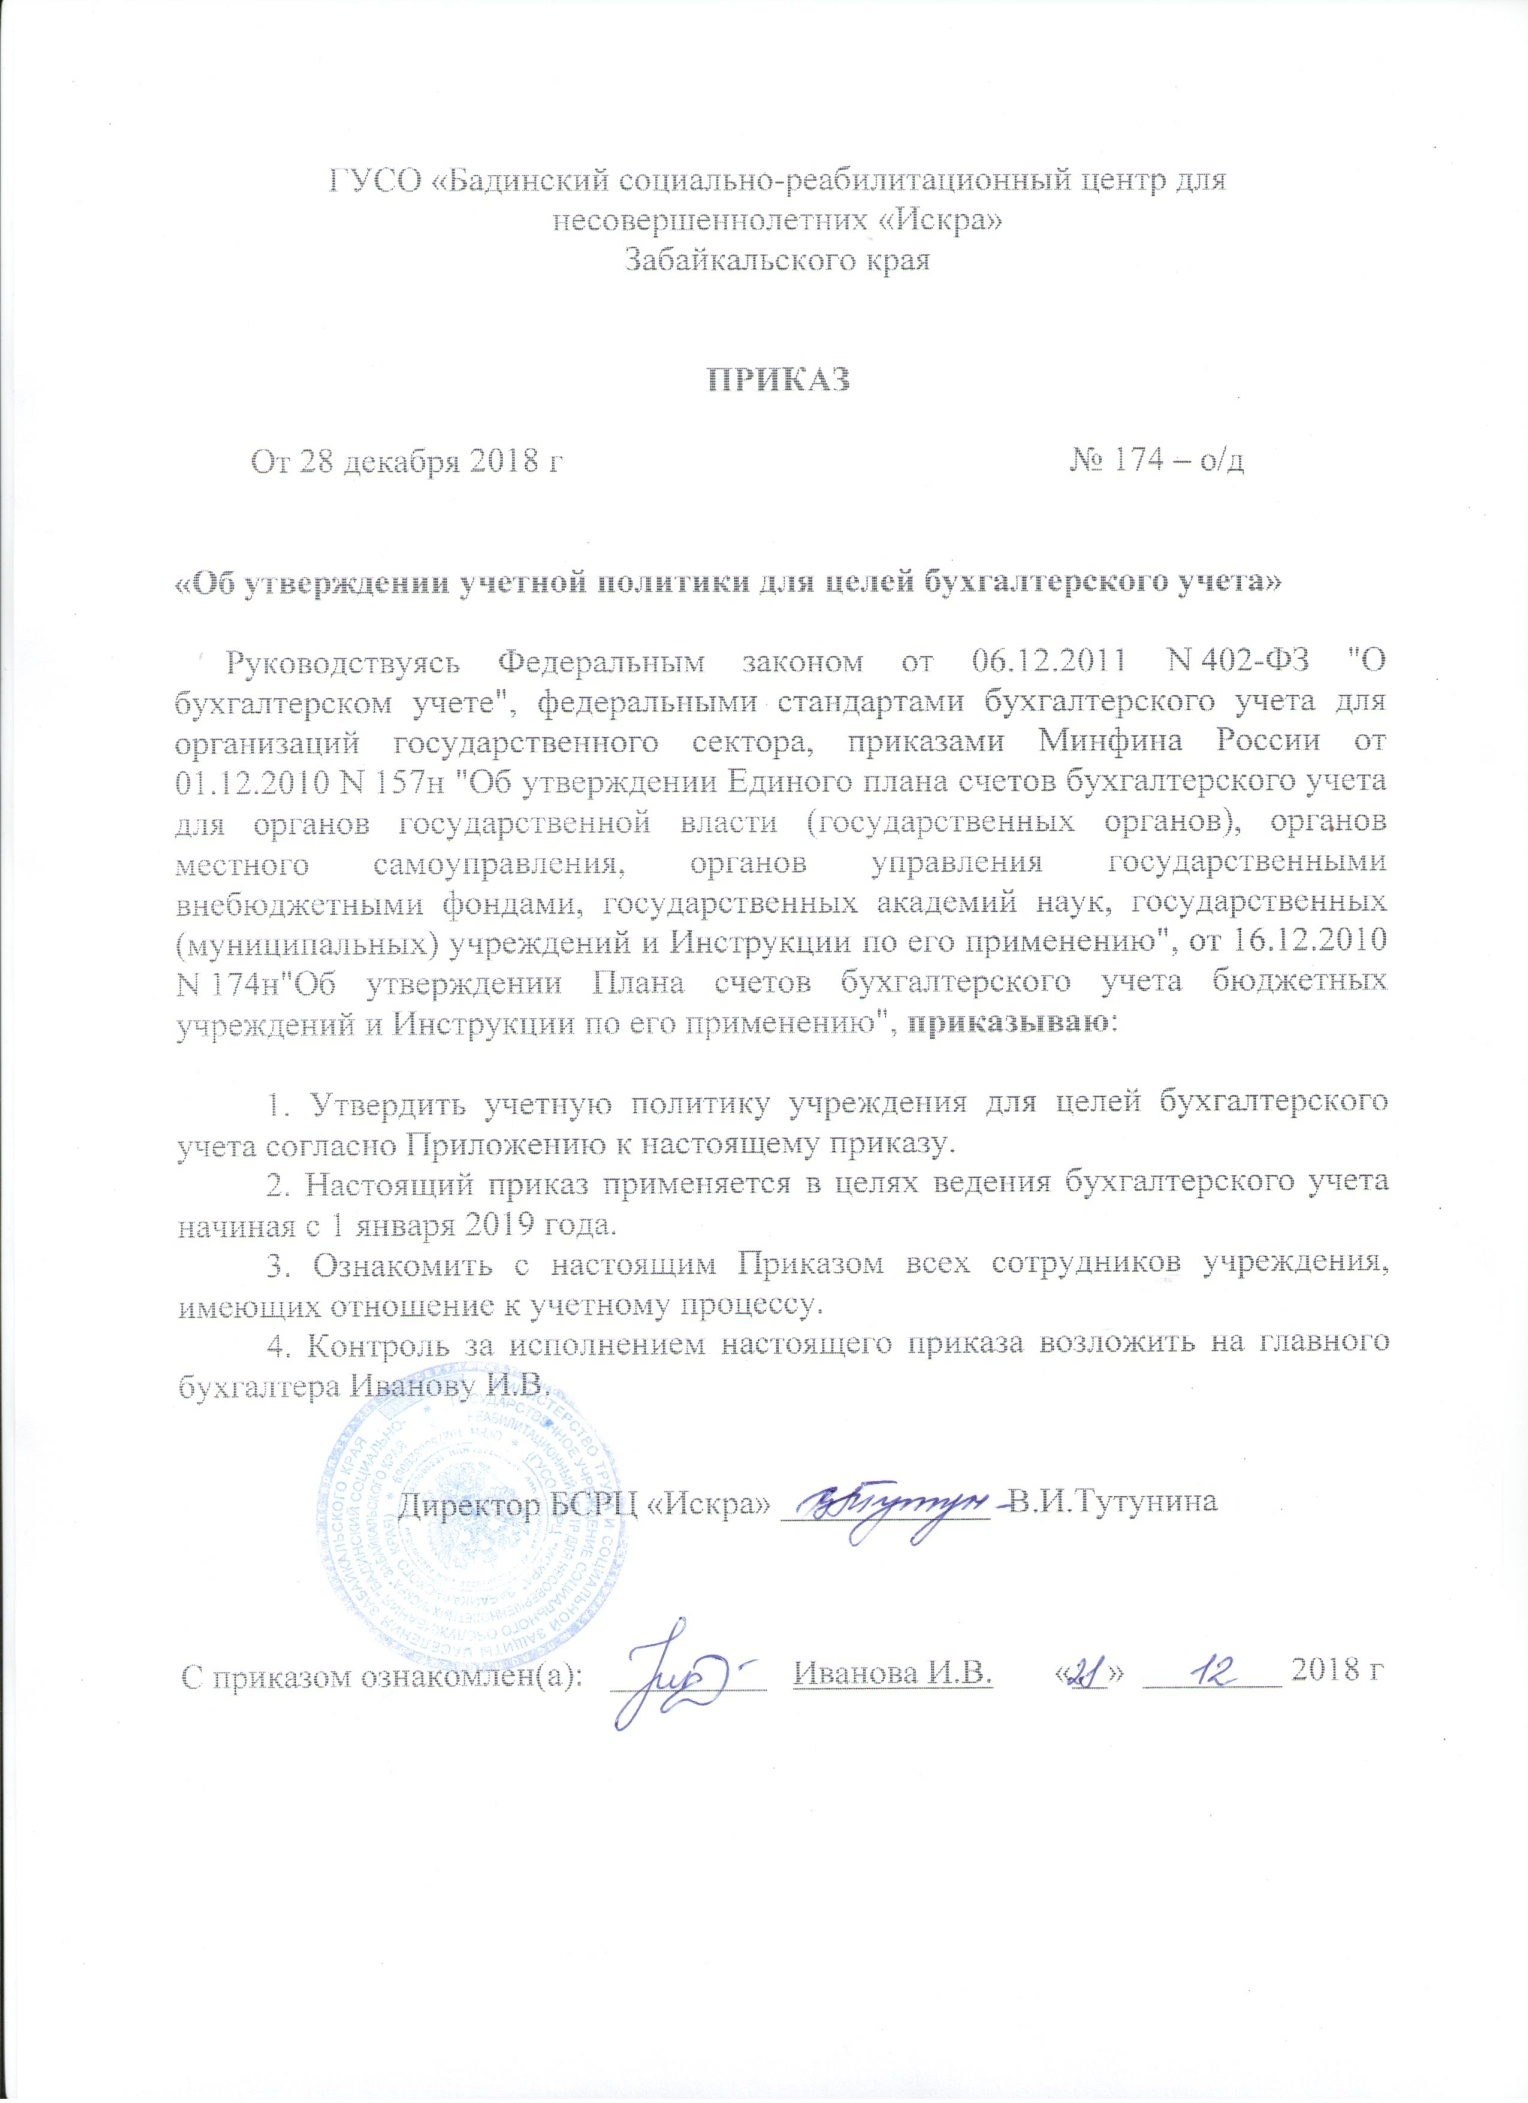 ГУСО «Бадинский социально-реабилитационный центр для
несовершеннолетних «Искра»
Забайкальского края
ПРИКАЗ
От 28 декабря 2018 г № 174 – о/д
«Об утверждении учетной политики для целей бухгалтерского учета»
Руководствуясь Федеральным законом от 06.12.2011 N 402-ФЗ "О
бухгалтерском учете", федеральными стандартами бухгалтерского учета для
организаций государственного сектора, приказами Минфина России от
01.12.2010 N 157н "Об утверждении Единого плана счетов бухгалтерского учета
для органов государственной власти (государственных органов), органов
местного самоуправления, органов управления государственными
внебюджетными фондами, государственных академий наук, государственных
(муниципальных) учреждений и Инструкции по его применению", от 16.12.2010
N 174н"Об утверждении Плана счетов бухгалтерского учета бюджетных
учреждений и Инструкции по его применению", приказываю:
1. Утвердить учетную политику учреждения для целей бухгалтерского
учета согласно Приложению к настоящему приказу.
2. Настоящий приказ применяется в целях ведения бухгалтерского учета
начиная с 1 января 2019 года.
3. Ознакомить с настоящим Приказом всех сотрудников учреждения,
имеющих отношение к учетному процессу.
4. Контроль за исполнением настоящего приказа возложить на главного
бухгалтера Иванову И.В.
МИНИСТЕРСТВО ТРУДА И СОЦИАЛЬНОЙ ЗАЩИТЫ НАСЕЛЕНИЯ ЗАБАЙКАЛЬСКОГО КРАЯ
Директор БСРЦ «Искра» В.И.Тутунина
С приказом ознакомлен(а): Иванова И.В. « » 12 2018 г